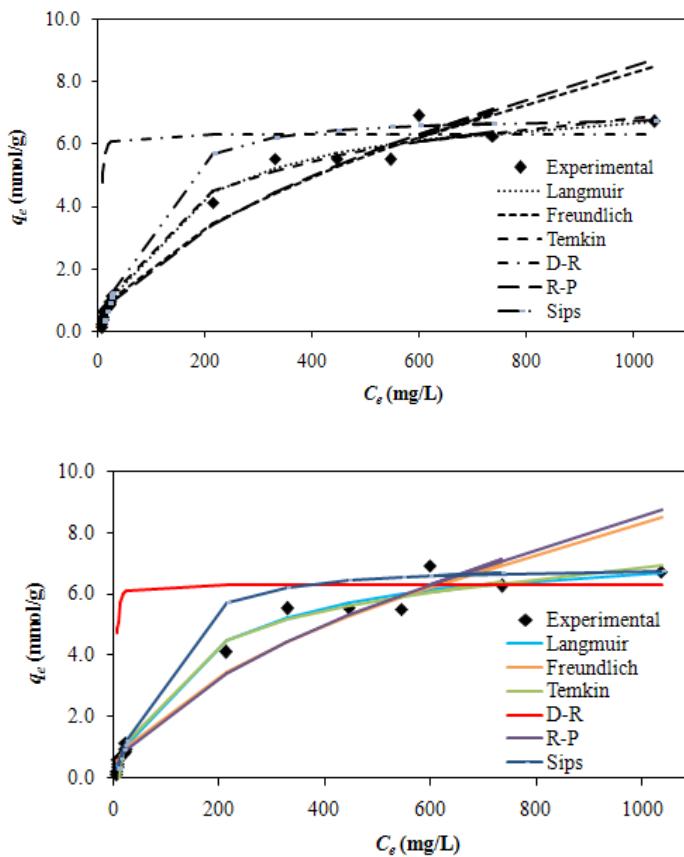 10.0
8.0
6.0
4.0
2.0
0.0
qe (mmol/g)
Experimental
Langmuir
Freundlich
Temkin
D-R
R-P
Sips
0 200 400 600 800 1000
Ce (mg/L)
10.0
8.0
6.0
4.0
2.0
0.0
qe (mmol/g)
Experimental
Langmuir
Freundlich
Temkin
D-R
R-P
Sips
0 200 400 600 800 1000
Ce (mg/L)